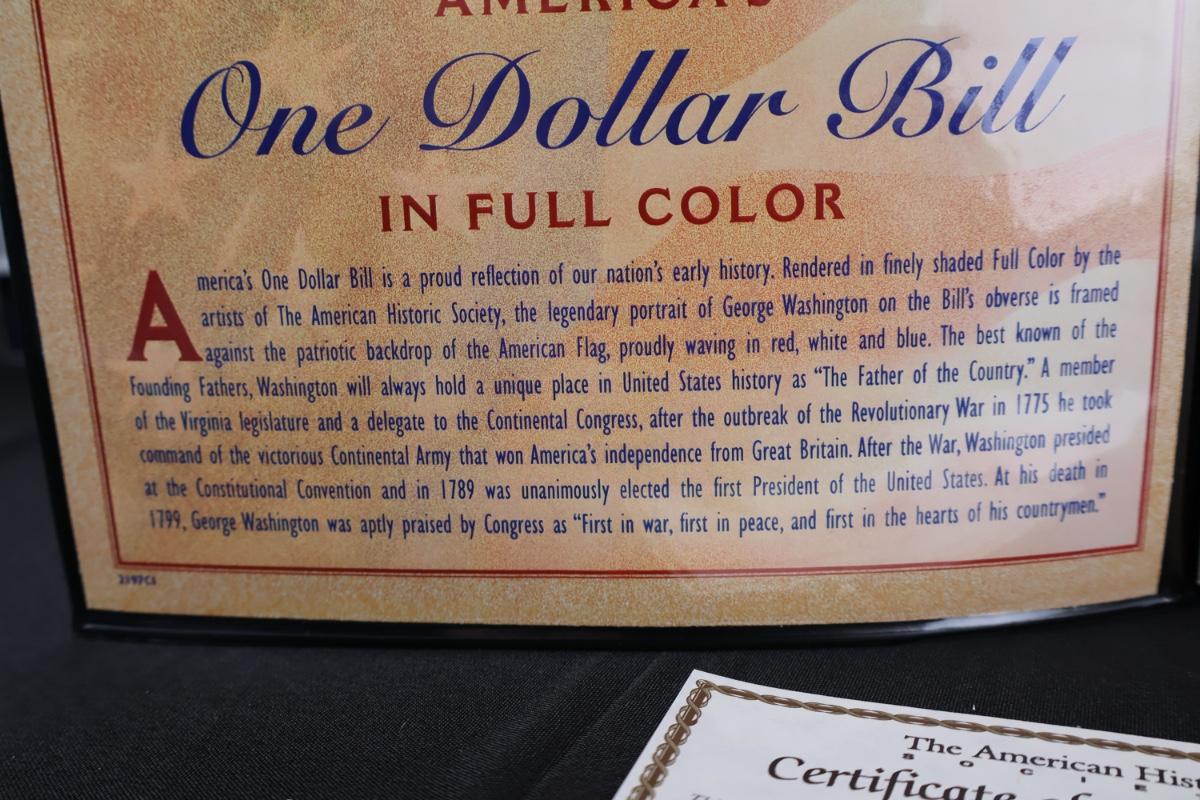 AMERICA'S
One Dollar Bill
IN FULL COLOR
America's One Dollar Bill is a proud reflection of our nation's early history. Rendered in finely shaded Full Color by the
artists of The American Historic Society, the legendary portrait of George Washington on the Bill's obverse is framed
against the patriotic backdrop of the American Flag, proudly waving in red, white and blue. The best known of the
Founding Fathers, Washington will always hold a unique place in United States history as “The Father of the Country.” A member
of the Virginia legislature and a delegate to the Continental Congress, after the outbreak of the Revolutionary War in 1775 he took
command of the victorious Continental Army that won America's independence from Great Britain. After the War, Washington presided
at the Constitutional Convention and in 1789 was unanimously elected the first President of the United States. At his death in
1799, George Washington was aptly praised by Congress as “First in war, first in peace, and first in the hearts of his countrymen.”
The American Hist
SOCIE
Certificate of